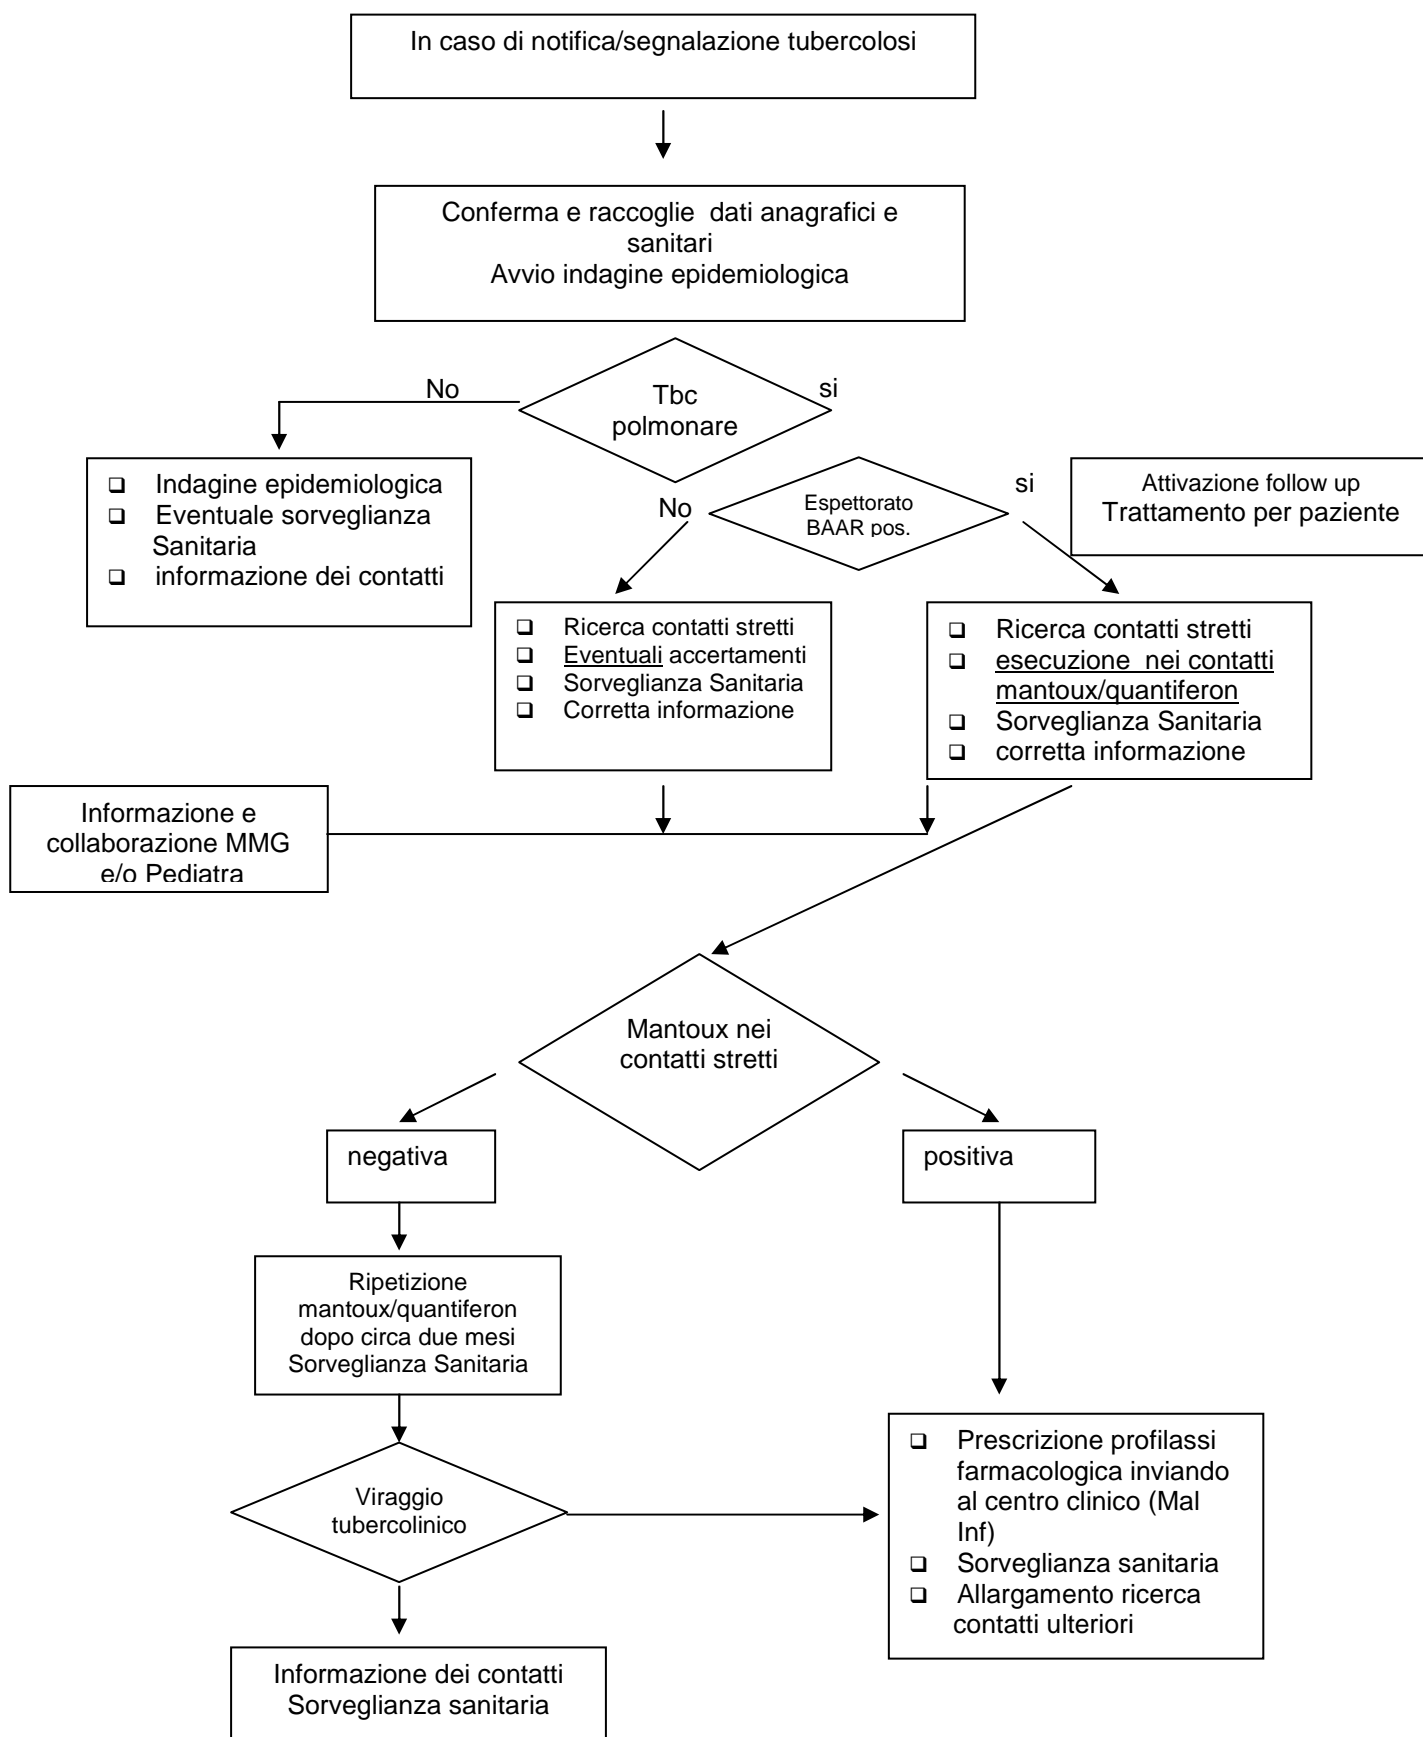 In caso di notifica/segnalazione tubercolosi
Conferma e raccoglie dati anagrafici e
sanitari
Avvio indagine epidemiologica
No
Tbc
polmonare
si
❑ Indagine epidemiologica
❑ Eventuale sorveglianza
Sanitaria
❑ informazione dei contatti
No
Espettorato
BAAR pos.
si
Attivazione follow up
Trattamento per paziente
❑ Ricerca contatti stretti
❑ Eventuali accertamenti
❑ Sorveglianza Sanitaria
❑ Corretta informazione
❑ Ricerca contatti stretti
❑ esecuzione nei contatti
mantoux/quantiferon
❑ Sorveglianza Sanitaria
❑ corretta informazione
Informazione e
collaborazione MMG
e/o Pediatra
Mantoux nei
contatti stretti
negativa
positiva
Ripetizione
mantoux/quantiferon
dopo circa due mesi
Sorveglianza Sanitaria
Viraggio
tubercolinico
❑ Prescrizione profilassi
farmacologica inviando
al centro clinico (Mal
Inf)
❑ Sorveglianza sanitaria
❑ Allargamento ricerca
contatti ulteriori
Informazione dei contatti
Sorveglianza sanitaria